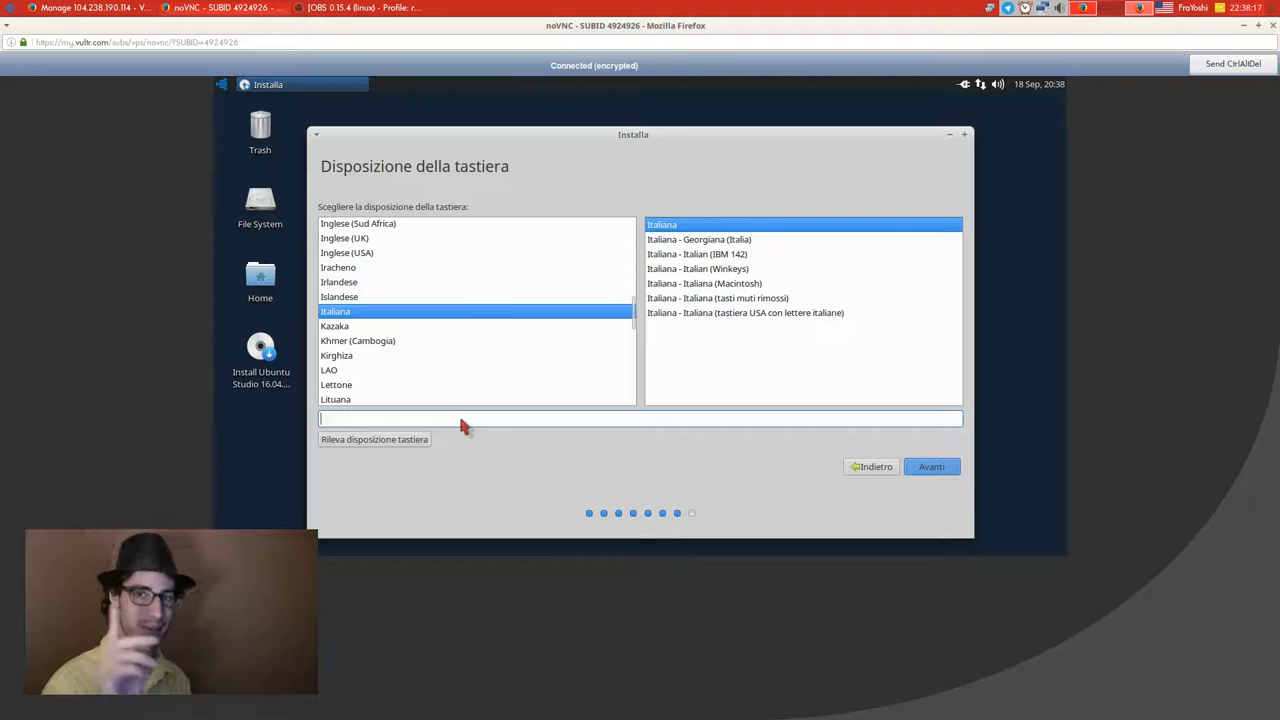 Manage 104.238.190.114 - V...
noVNC - SUBID 4924926 - ...
[OBS 0.15.4 (linux) - Profile: r...
FraYoshi
22:38:17
noVNC - SUBID 4924926 - Mozilla Firefox
https://my.vultr.com/subs/vps/novnc/?SUBID=4924926
Connected (encrypted)
Send CtrlAltDel
Installa
18 Sep, 20:38
Trash
File System
Home
Install Ubuntu
Studio 16.04....
Installa
Disposizione della tastiera
Scegliere la disposizione della tastiera:
Inglese (Sud Africa)
Inglese (UK)
Inglese (USA)
Iracheno
Irlandese
Islandese
Italiana
Kazaka
Khmer (Cambogia)
Kirghiza
LAO
Lettone
Lituana
Italiana
Italiana - Georgiana (Italia)
Italiana - Italian (IBM 142)
Italiana - Italian (Winkeys)
Italiana - Italiana (Macintosh)
Italiana - Italiana (tasti muti rimossi)
Italiana - Italiana (tastiera USA con lettere italiane)
Rileva disposizione tastiera
Indietro
Avanti